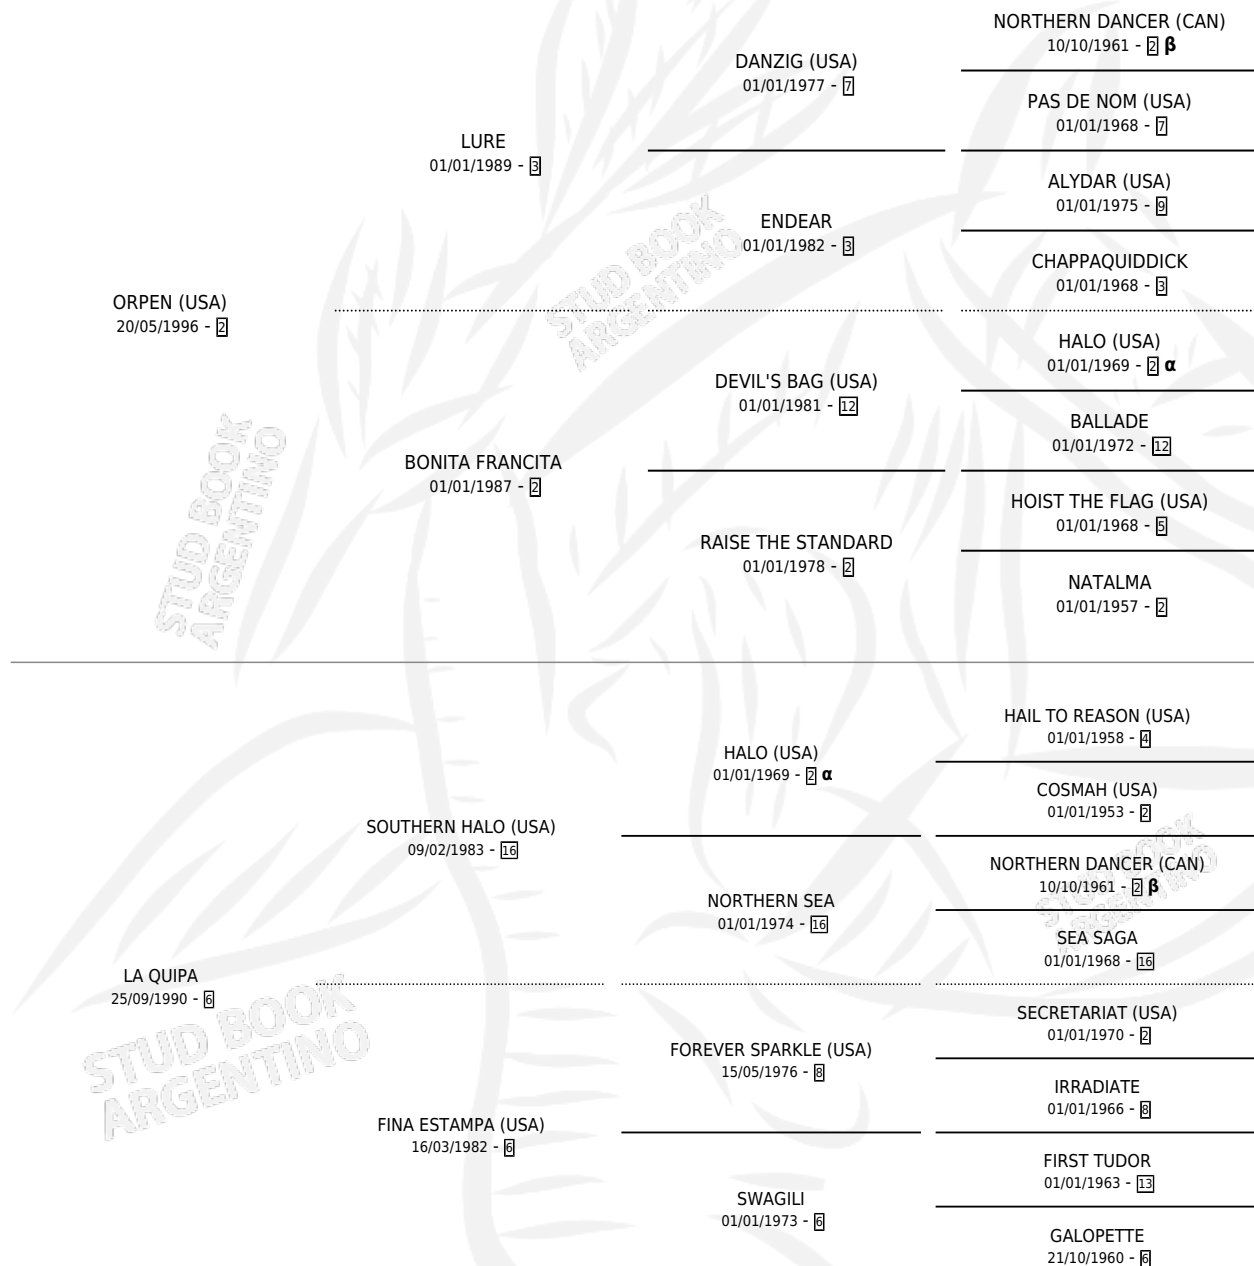 NORTHERN DANCER (CAN)
10/10/1961 - 2 β
DANZIG (USA)
01/01/1977 - 7
PAS DE NOM (USA)
01/01/1968 - 7
LURE
01/01/1989 - 3
ALYDAR (USA)
01/01/1975 - 9
ENDEAR
01/01/1982 - 3
CHAPPAQUIDDICK
01/01/1968 - 3
ORPEN (USA)
20/05/1996 - 2
HALO (USA)
01/01/1969 - 2 α
DEVIL'S BAG (USA)
01/01/1981 - 12
BALLADE
01/01/1972 - 12
BONITA FRANCITA
01/01/1987 - 2
HOIST THE FLAG (USA)
01/01/1968 - 5
RAISE THE STANDARD
01/01/1978 - 2
NATALMA
01/01/1957 - 2
HAIL TO REASON (USA)
01/01/1958 - 4
HALO (USA)
01/01/1969 - 2 α
COSMAH (USA)
01/01/1953 - 2
SOUTHERN HALO (USA)
09/02/1983 - 16
NORTHERN DANCER (CAN)
10/10/1961 - 2 β
NORTHERN SEA
01/01/1974 - 16
SEA SAGA
01/01/1968 - 16
LA QUIPA
25/09/1990 - 6
SECRETARIAT (USA)
01/01/1970 - 2
FOREVER SPARKLE (USA)
15/05/1976 - 8
IRRADIATE
01/01/1966 - 8
FINA ESTAMPA (USA)
16/03/1982 - 6
FIRST TUDOR
01/01/1963 - 13
SWAGILI
01/01/1973 - 6
GALOPETTE
21/10/1960 - 6
STUD BOOK
ARGENTINO
STUD BOOK
ARGENTINO
STUD BOOK
ARGENTINO
STUD BOOK
ARGENTINO